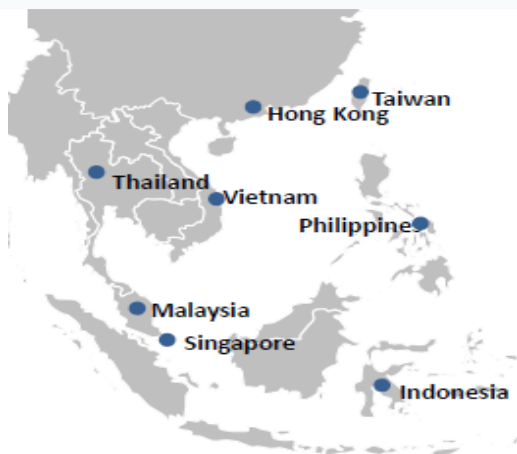 Taiwan
Hong Kong
Thailand
Vietnam
Philippines
Malaysia
Singapore
Indonesia